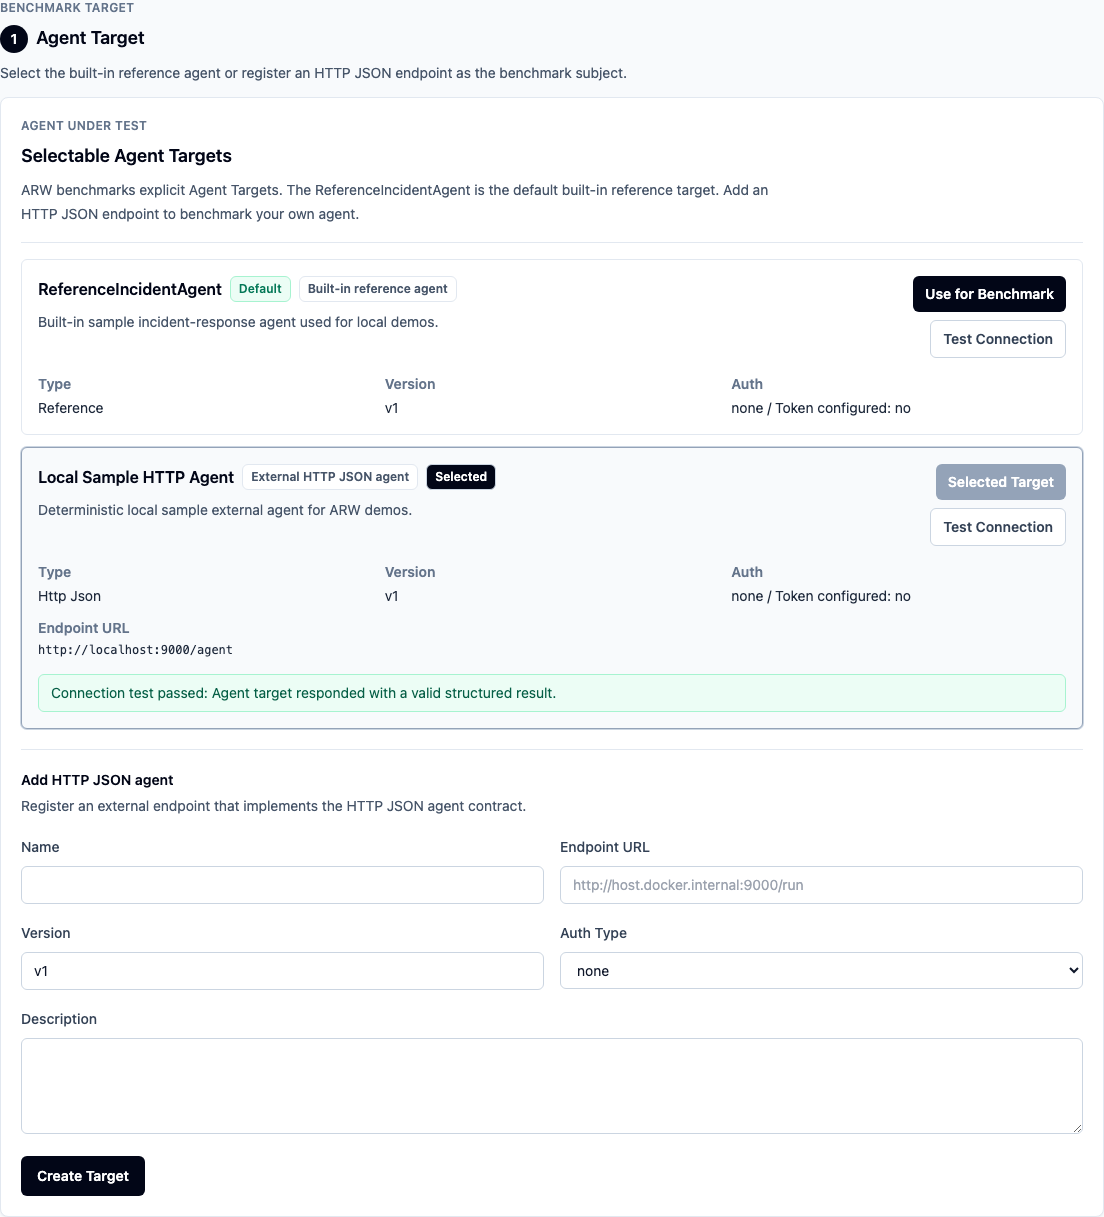 BENCHMARK TARGET
1 Agent Target
Select the built-in reference agent or register an HTTP JSON endpoint as the benchmark subject.
AGENT UNDER TEST
Selectable Agent Targets
ARW benchmarks explicit Agent Targets. The ReferenceIncidentAgent is the default built-in reference target. Add an
HTTP JSON endpoint to benchmark your own agent.
ReferenceIncidentAgent Default Built-in reference agent Use for Benchmark
Built-in sample incident-response agent used for local demos.
Test Connection
Type Version Auth
Reference v1 none / Token configured: no
Local Sample HTTP Agent External HTTP JSON agent Selected Selected Target
Deterministic local sample external agent for ARW demos.
Test Connection
Type Version Auth
Http Json v1 none / Token configured: no
Endpoint URL
http://localhost:9000/agent
Connection test passed: Agent target responded with a valid structured result.
Add HTTP JSON agent
Register an external endpoint that implements the HTTP JSON agent contract.
Name Endpoint URL
http://host.docker.internal:9000/run
Version Auth Type
v1 none
Description
Create Target